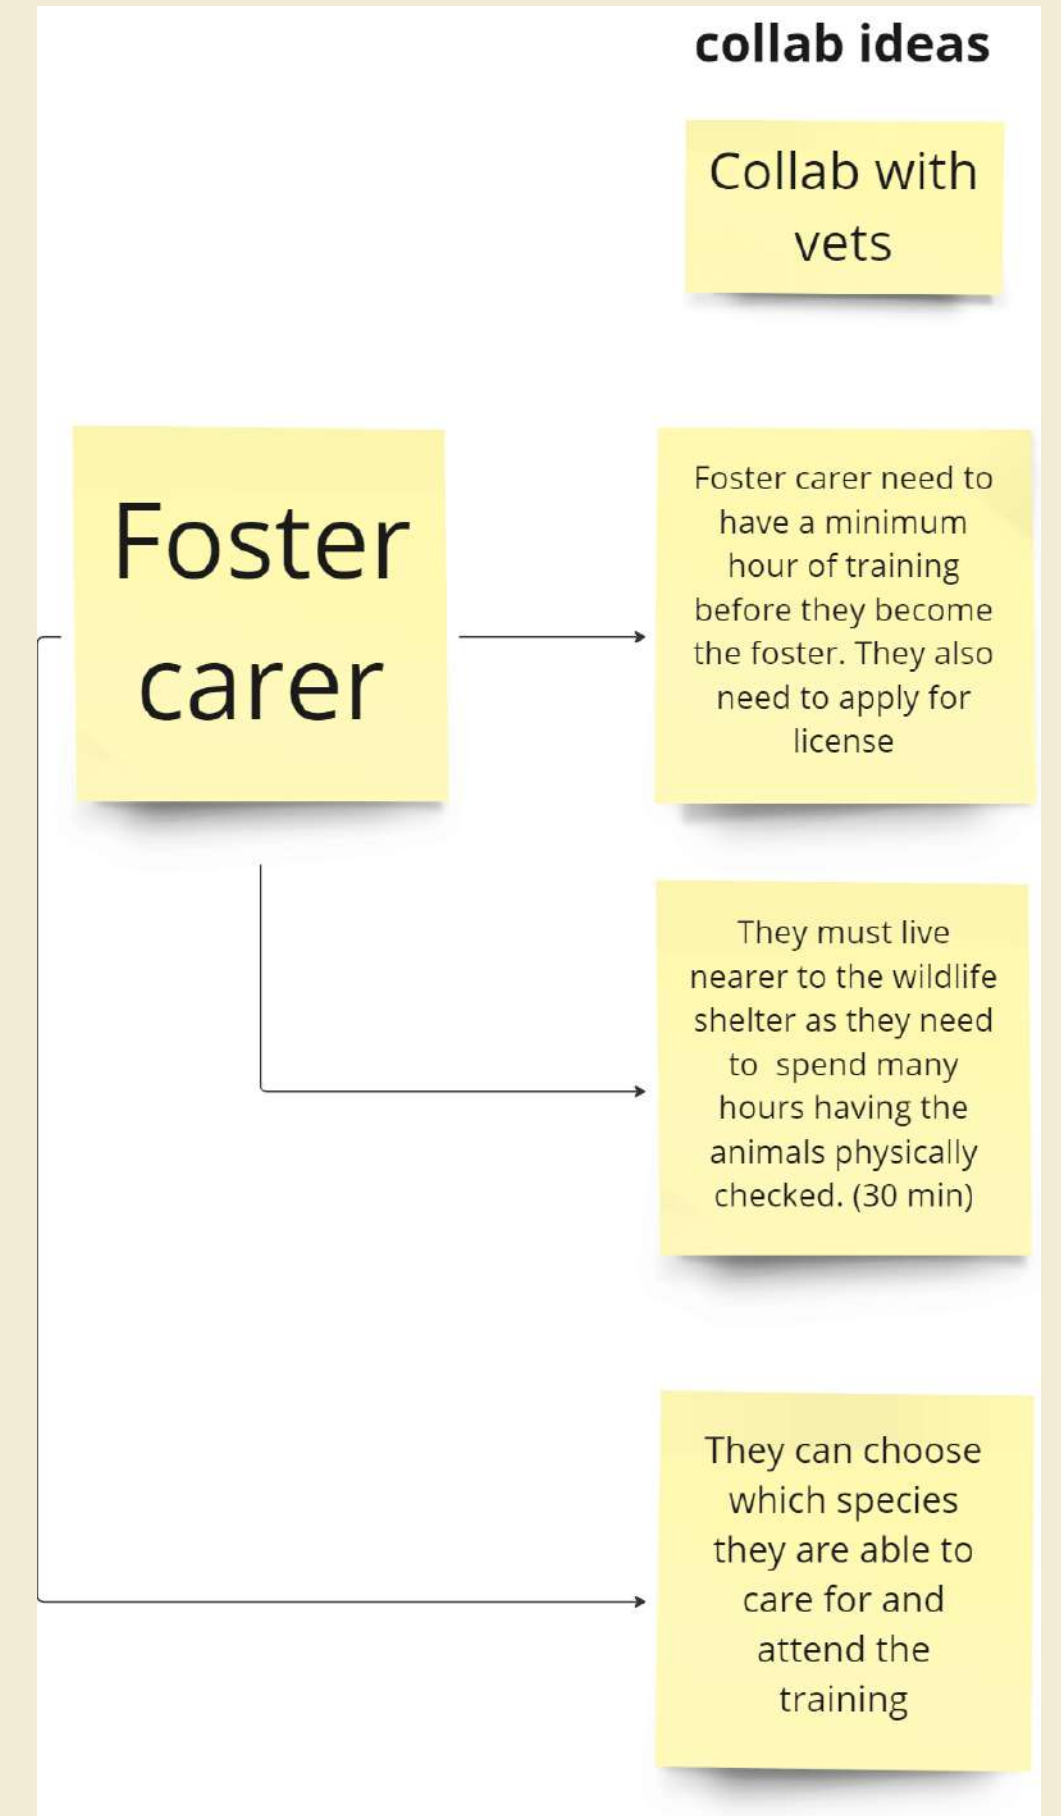 collab ideas
Collab with
vets
Foster
carer
Foster carer need to
have a minimum
hour of training
before they become
the foster. They also
need to apply for
license
They must live
nearer to the wildlife
shelter as they need
to  spend many
hours having the
animals physically
checked. (30 min)
They can choose
which species
they are able to
care for and
attend the
training